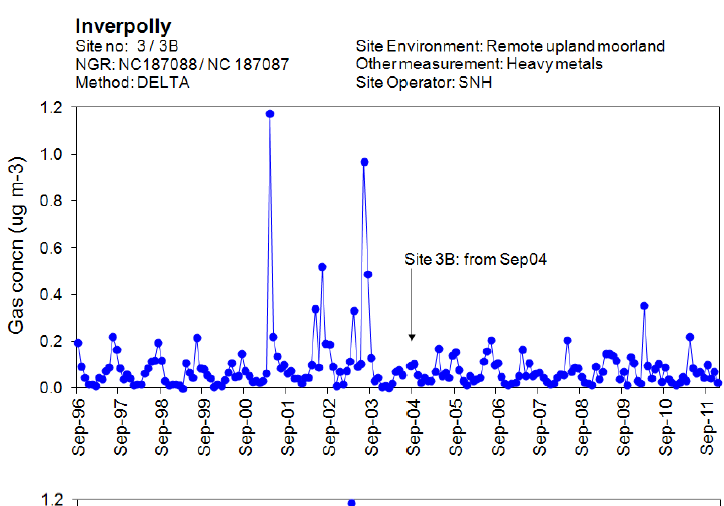 Inverpolly
Site no: 3 / 3B
Site Environment: Remote upland moorland
NGR: NC187088 / NC 187087
Other measurement: Heavy metals
Method: DELTA
Site Operator: SNH
1.2
1.0
0.8
0.6
0.4
0.2
0.0
Gas concn (ug m-3)
Site 3B: from Sep04
Sep-96
Sep-97
Sep-98
Sep-99
Sep-00
Sep-01
Sep-02
Sep-03
Sep-04
Sep-05
Sep-06
Sep-07
Sep-08
Sep-09
Sep-10
Sep-11
1.2